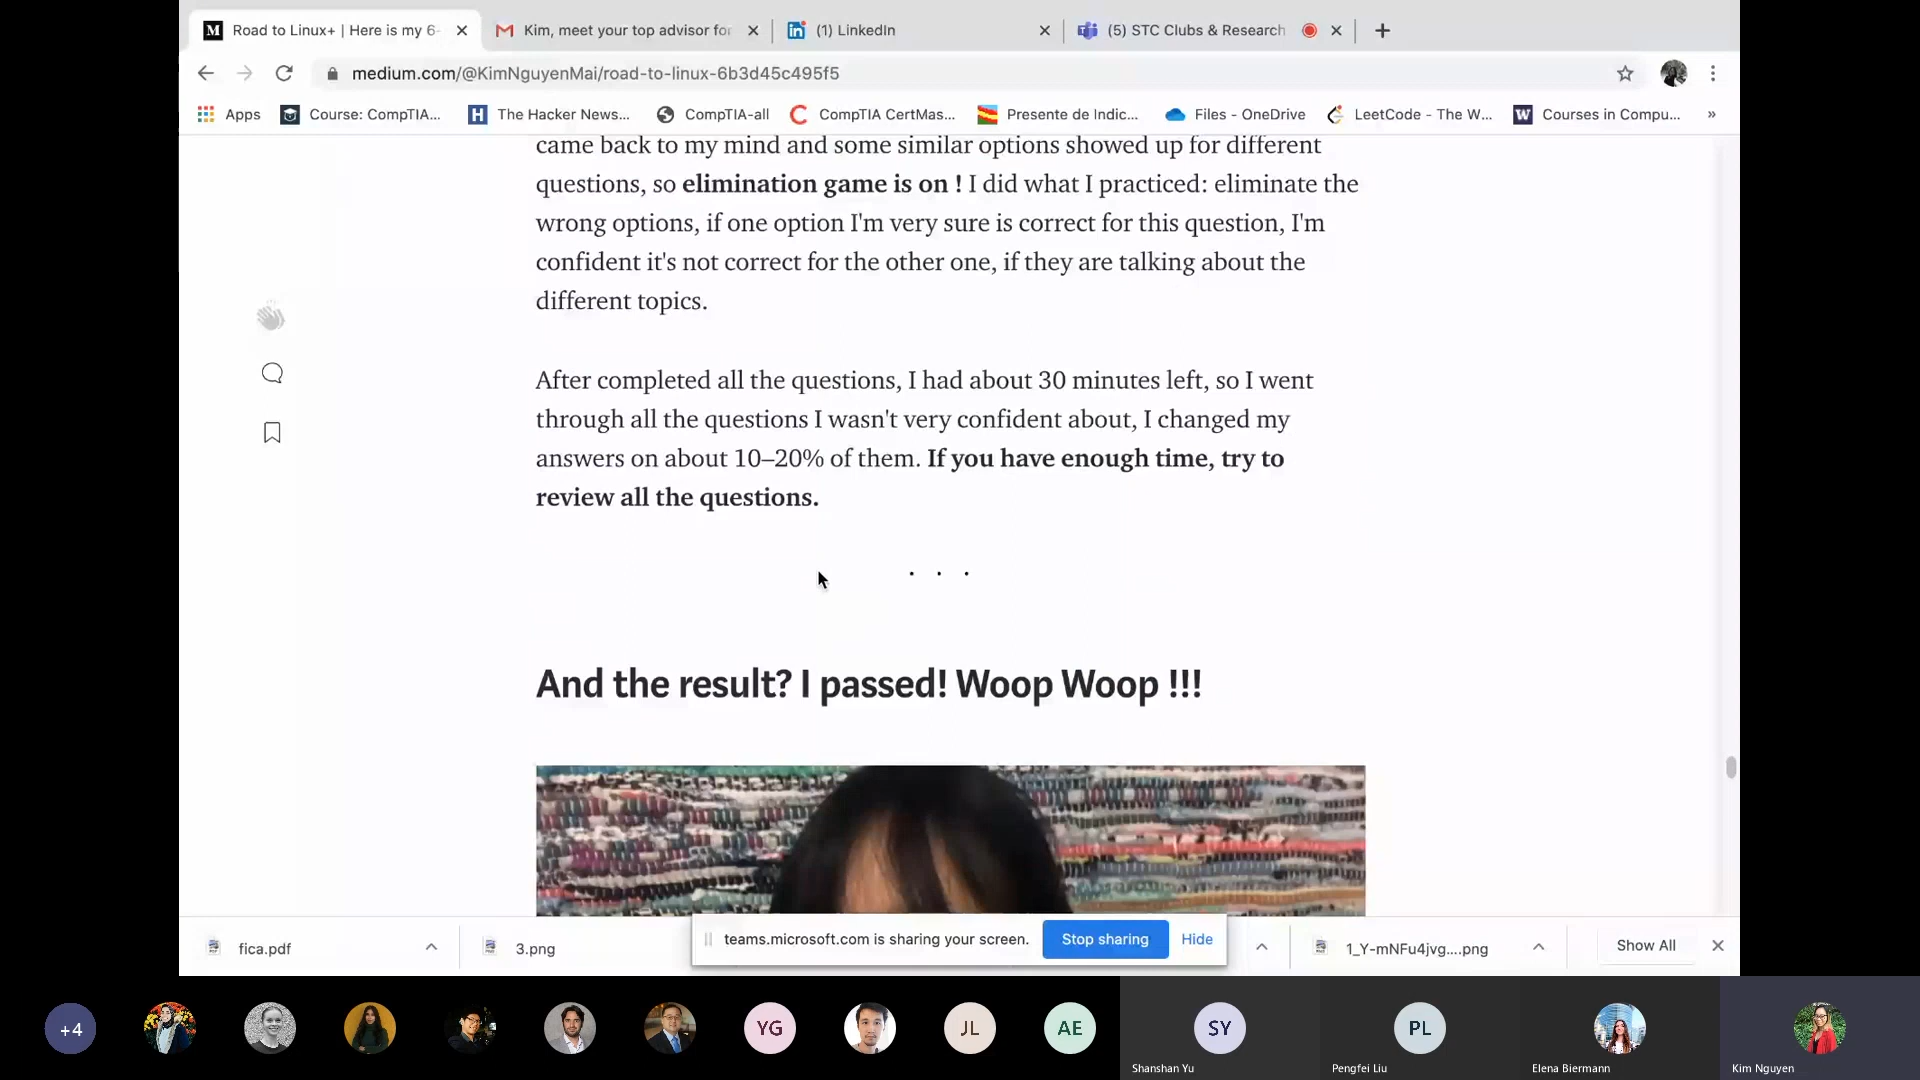 M Road to Linux+ | Here is my 6-
Kim, meet your top advisor for
(1) LinkedIn
(5) STC Clubs & Research
medium.com/@KimNguyenMai/road-to-linux-6b3d45c495f5
Apps
Course: CompTIA...
H The Hacker News...
CompTIA-all
CompTIA CertMas...
Presente de Indic...
Files - OneDrive
LeetCode - The W...
W Courses in Compu...
»
came back to my mind and some similar options showed up for different
questions, so elimination game is on ! I did what I practiced: eliminate the
wrong options, if one option I'm very sure is correct for this question, I'm
confident it's not correct for the other one, if they are talking about the
different topics.
After completed all the questions, I had about 30 minutes left, so I went
through all the questions I wasn't very confident about, I changed my
answers on about 10–20% of them. If you have enough time, try to
review all the questions.
. . .
And the result? I passed! Woop Woop !!!
fica.pdf
3.png
teams.microsoft.com is sharing your screen.
Stop sharing
Hide
1_Y-mNFu4jvg....png
Show All
+4
YG
JL
AE
SY
PL
Shanshan Yu
Pengfei Liu
Elena Biermann
Kim Nguyen